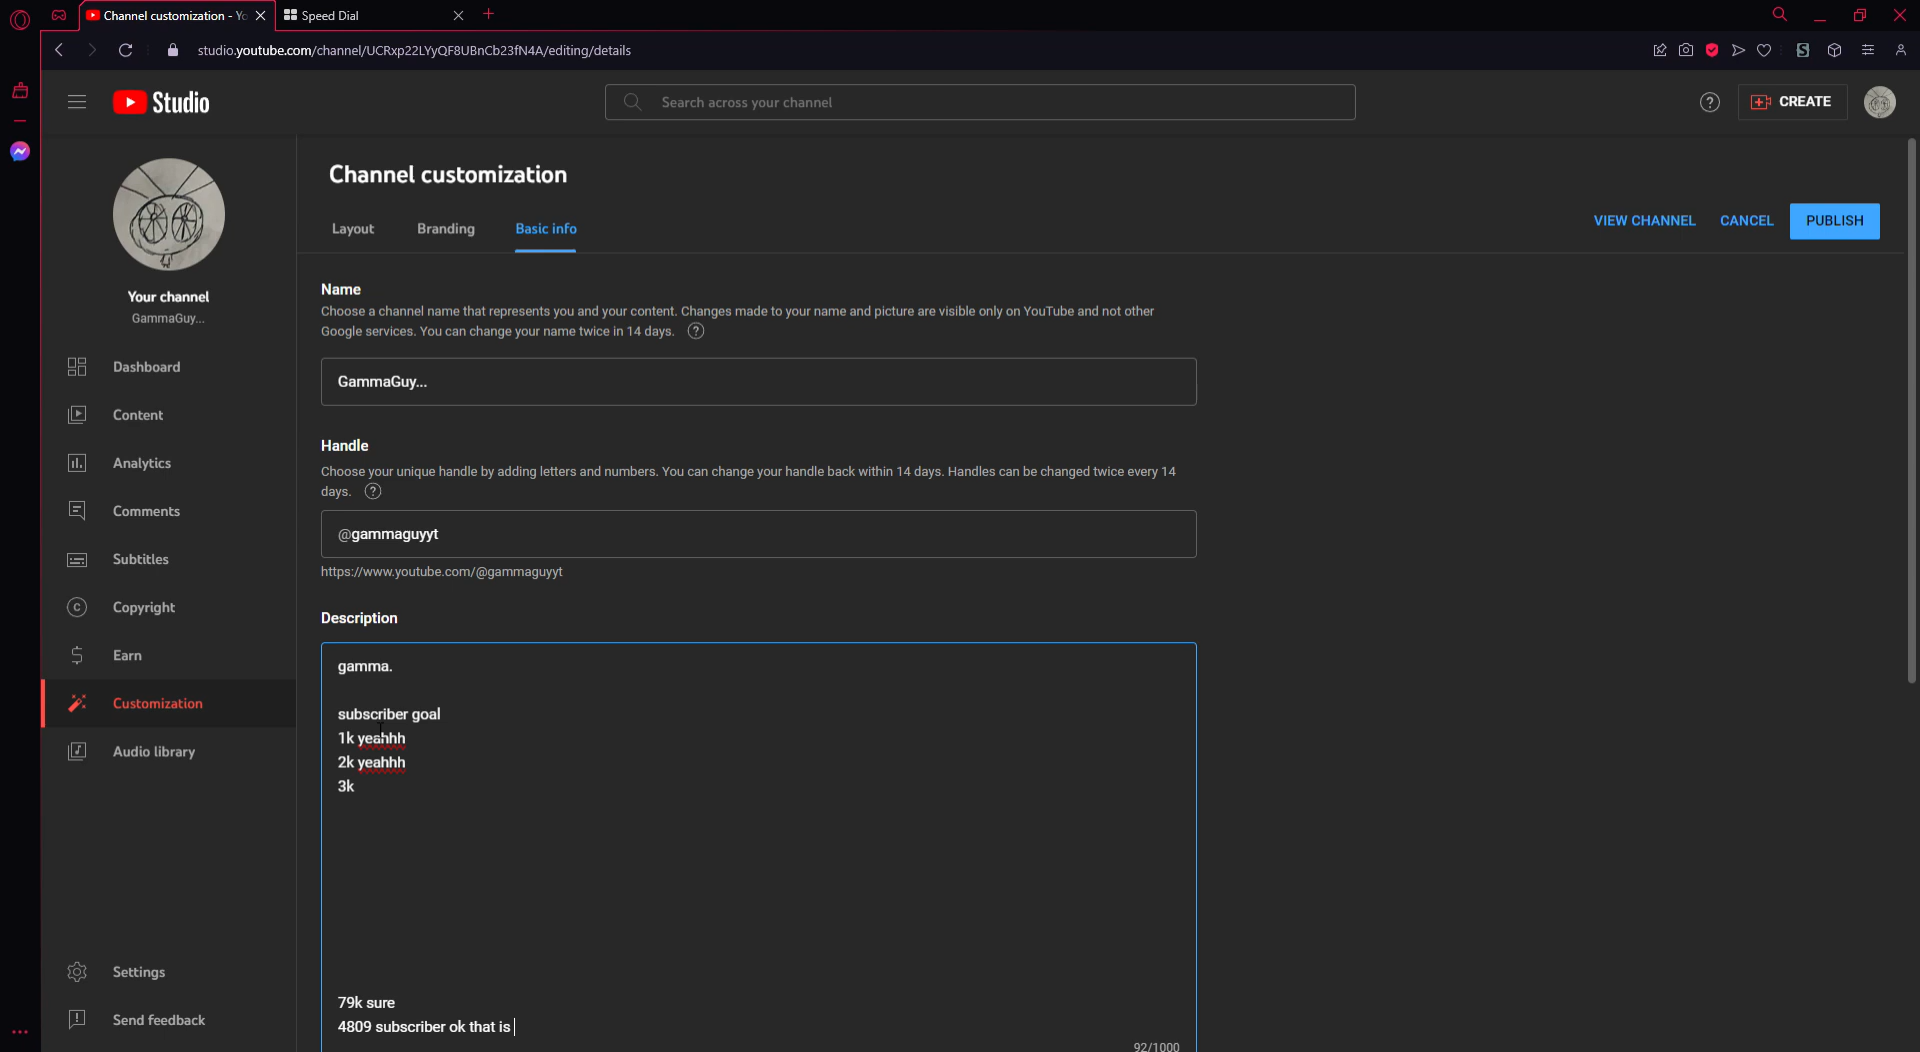 Channel customization - Yo
Speed Dial
studio.youtube.com/channel/UCRxp22LYyQF8UBnCb23fN4A/editing/details
Studio
Search across your channel
CREATE
Channel customization
Layout
Branding
Basic info
VIEW CHANNEL
CANCEL
PUBLISH
Your channel
GammaGuy...
Dashboard
Content
Analytics
Comments
Subtitles
Copyright
Earn
Customization
Audio library
Settings
Send feedback
Name
Choose a channel name that represents you and your content. Changes made to your name and picture are visible only on YouTube and not other
Google services. You can change your name twice in 14 days.
GammaGuy...
Handle
Choose your unique handle by adding letters and numbers. You can change your handle back within 14 days. Handles can be changed twice every 14
days.
@gammaguyyt
https://www.youtube.com/@gammaguyyt
Description
gamma.
subscriber goal
1k yeahhh
2k yeahhh
3k
79k sure
4809 subscriber ok that is
92/1000